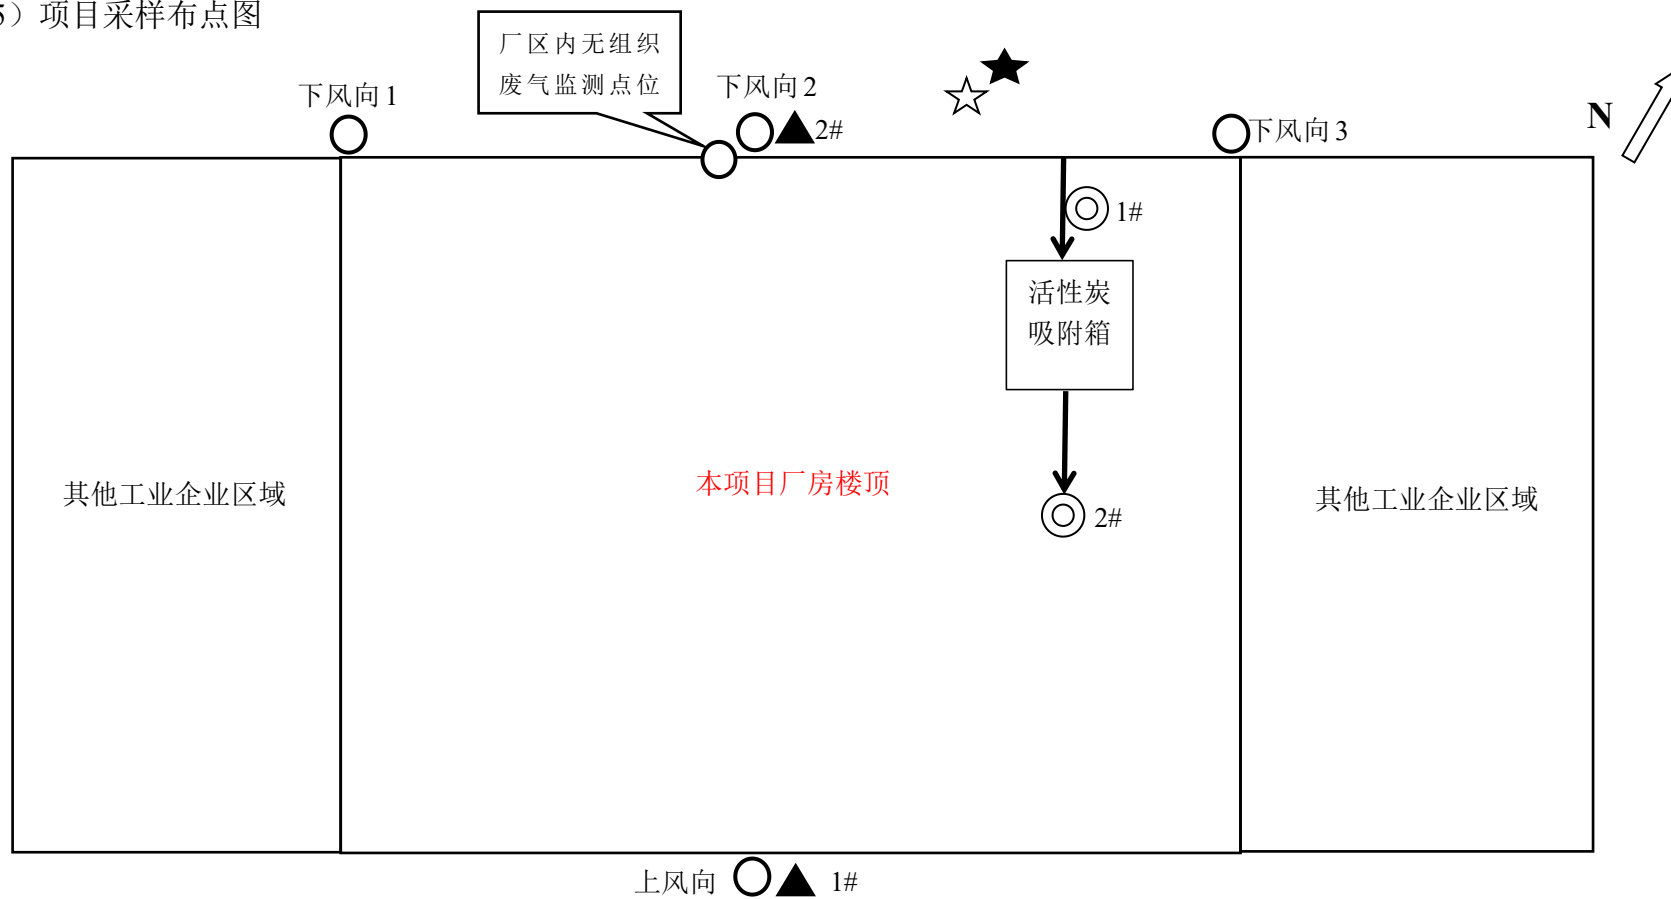 5）项目采样布点图
厂区内无组织
废气监测点位
下风向1
下风向2
2#
下风向3
N
1#
活性炭
吸附箱
其他工业企业区域
本项目厂房楼顶
2#
其他工业企业区域
上风向
1#